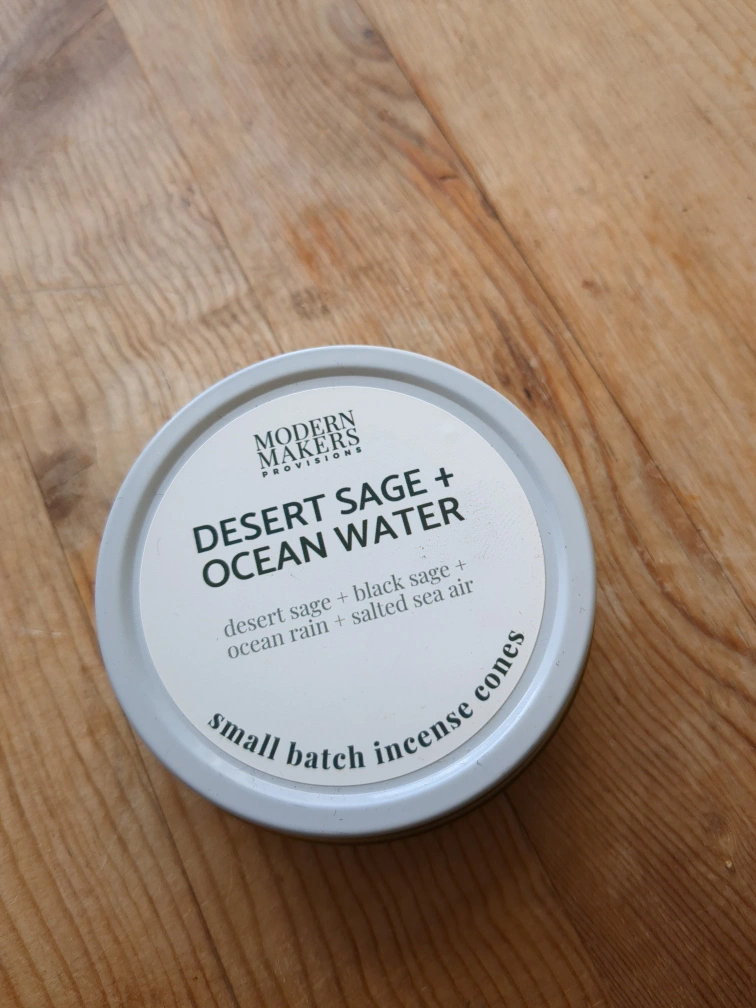 MODERN
MAKERS
PROVISIONS
DESERT SAGE +
OCEAN WATER
desert sage + black sage +
ocean rain + salted sea air
small batch incense cones